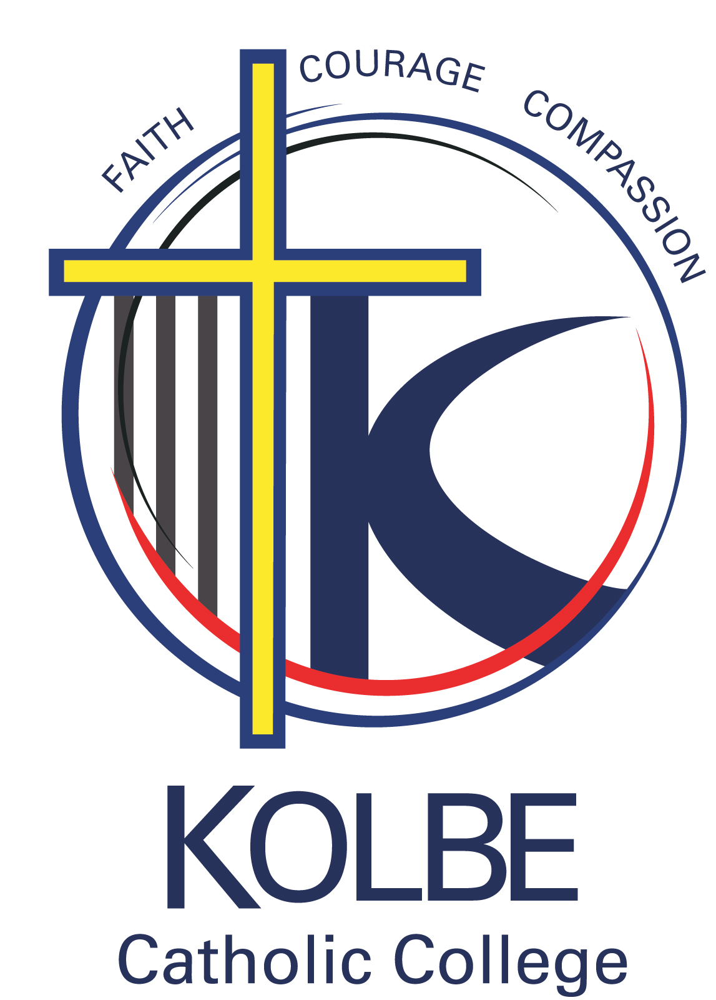 FAITH COURAGE COMPASSION
K
KOLBE
Catholic College